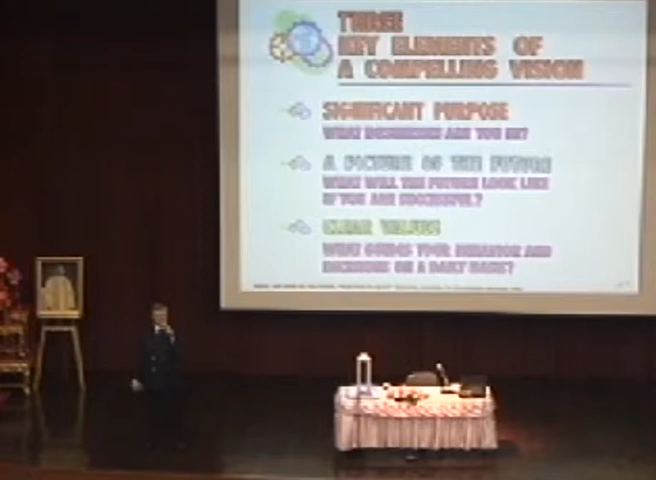 THREE
KEY ELEMENTS OF
A COMPELLING VISION
SIGNIFICANT PURPOSE
WHAT BUSINESS ARE YOU IN?
A PICTURE OF THE FUTURE
WHAT WILL THE FUTURE LOOK LIKE
IF YOU ARE SUCCESSFUL?
CLEAR VALUES
WHAT GUIDES YOUR BEHAVIOR AND
DECISIONS ON A DAILY BASIS?